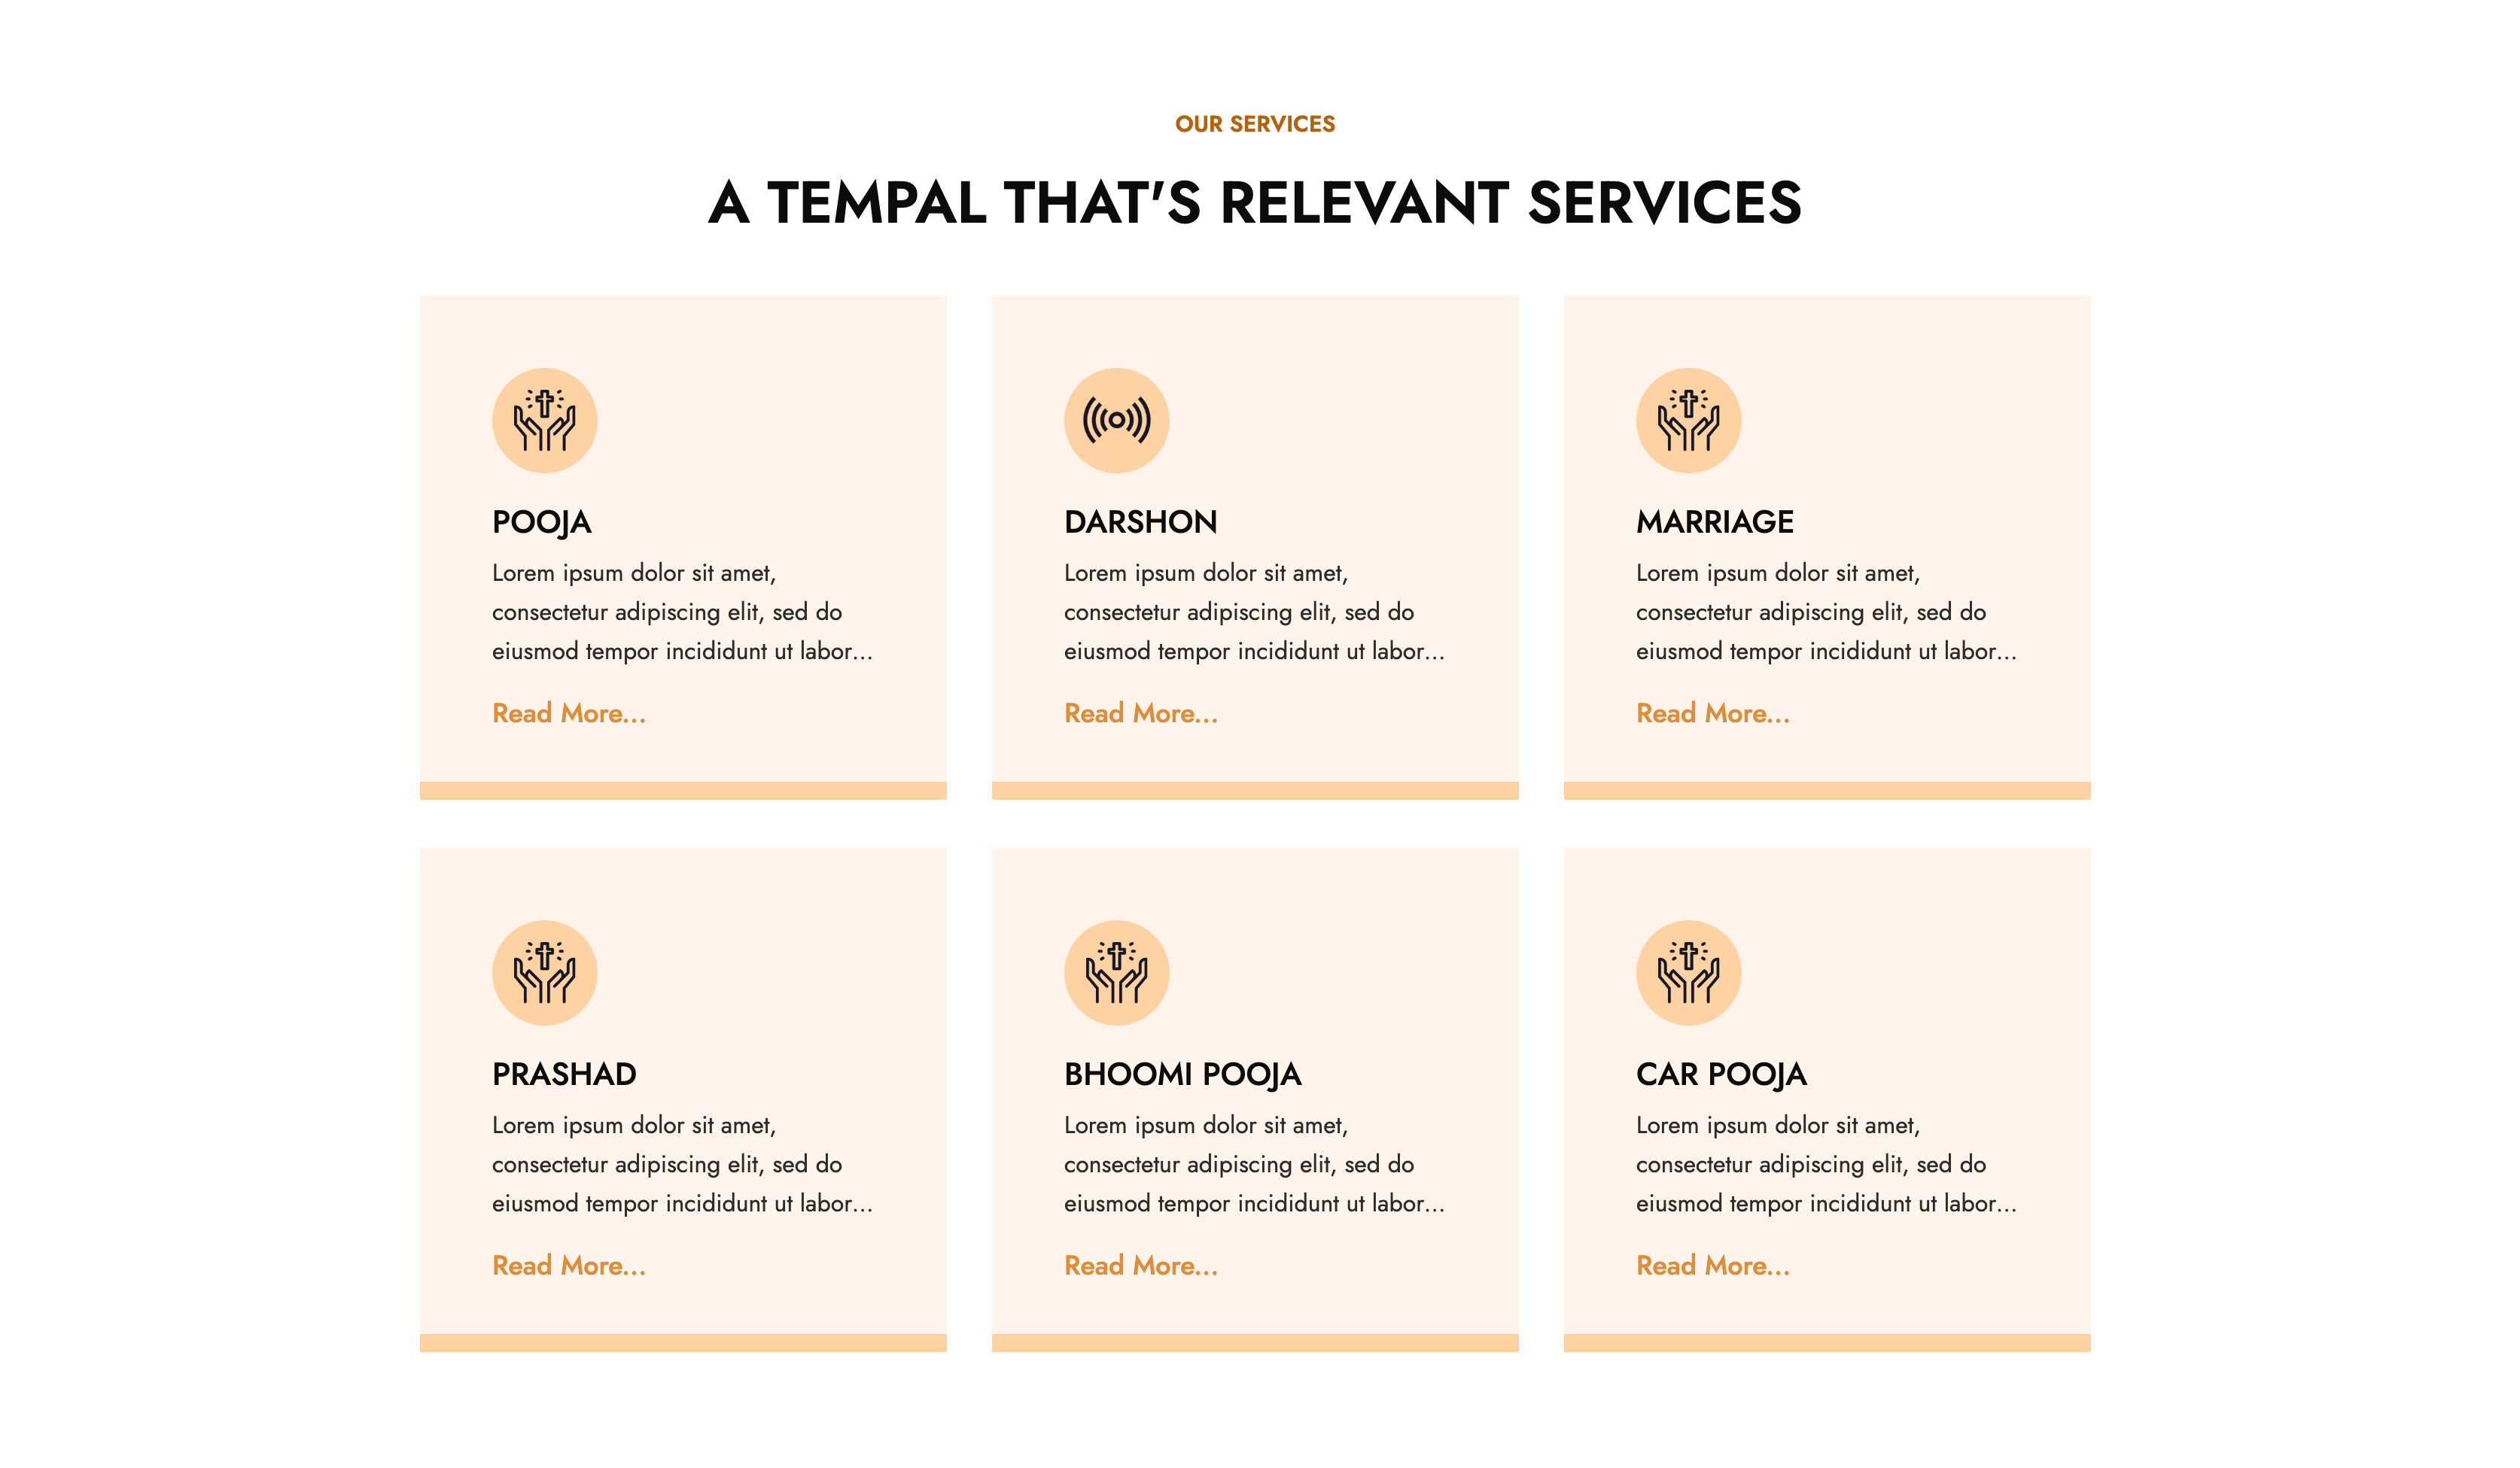 OUR SERVICES
A TEMPAL THAT'S RELEVANT SERVICES
POOJA
Lorem ipsum dolor sit amet,
consectetur adipiscing elit, sed do
eiusmod tempor incididunt ut labor...
Read More...
DARSHON
Lorem ipsum dolor sit amet,
consectetur adipiscing elit, sed do
eiusmod tempor incididunt ut labor...
Read More...
MARRIAGE
Lorem ipsum dolor sit amet,
consectetur adipiscing elit, sed do
eiusmod tempor incididunt ut labor...
Read More...
PRASHAD
Lorem ipsum dolor sit amet,
consectetur adipiscing elit, sed do
eiusmod tempor incididunt ut labor...
Read More...
BHOOMI POOJA
Lorem ipsum dolor sit amet,
consectetur adipiscing elit, sed do
eiusmod tempor incididunt ut labor...
Read More...
CAR POOJA
Lorem ipsum dolor sit amet,
consectetur adipiscing elit, sed do
eiusmod tempor incididunt ut labor...
Read More...